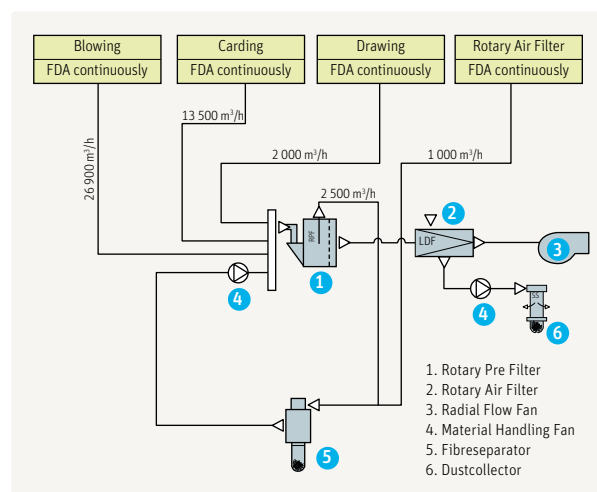 Blowing
FDA continuously
Carding
FDA continuously
Drawing
FDA continuously
Rotary Air Filter
FDA continuously
13 500 m³/h
26 900 m³/h
2 000 m³/h
1 000 m³/h
2 500 m³/h
RPF
1
2
LDF
3
4
4
SS
6
5
1. Rotary Pre Filter
2. Rotary Air Filter
3. Radial Flow Fan
4. Material Handling Fan
5. Fibreseparator
6. Dustcollector